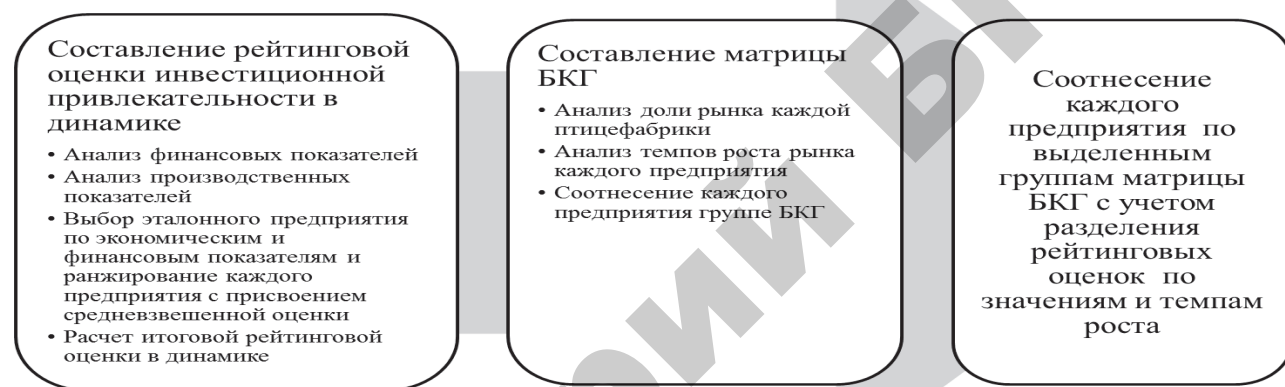 Составление рейтинговой
оценки инвестиционной
привлекательности в
динамике
• Анализ финансовых показателей
• Анализ производственных
показателей
• Выбор эталонного предприятия
по экономическим и
финансовым показателям и
ранжирование каждого
предприятия с присвоением
средневзвешенной оценки
• Расчет итоговой рейтинговой
оценки в динамике
Составление матрицы
БКГ
• Анализ доли рынка каждой
птицефабрики
• Анализ темпов роста рынка
каждого предприятия
• Соотнесение каждого
предприятия группе БКГ
Соотнесение
каждого
предприятия по
выделенным
группам матрицы
БКГ с учетом
разделения
рейтинговых
оценок по
значениям и темпам
роста